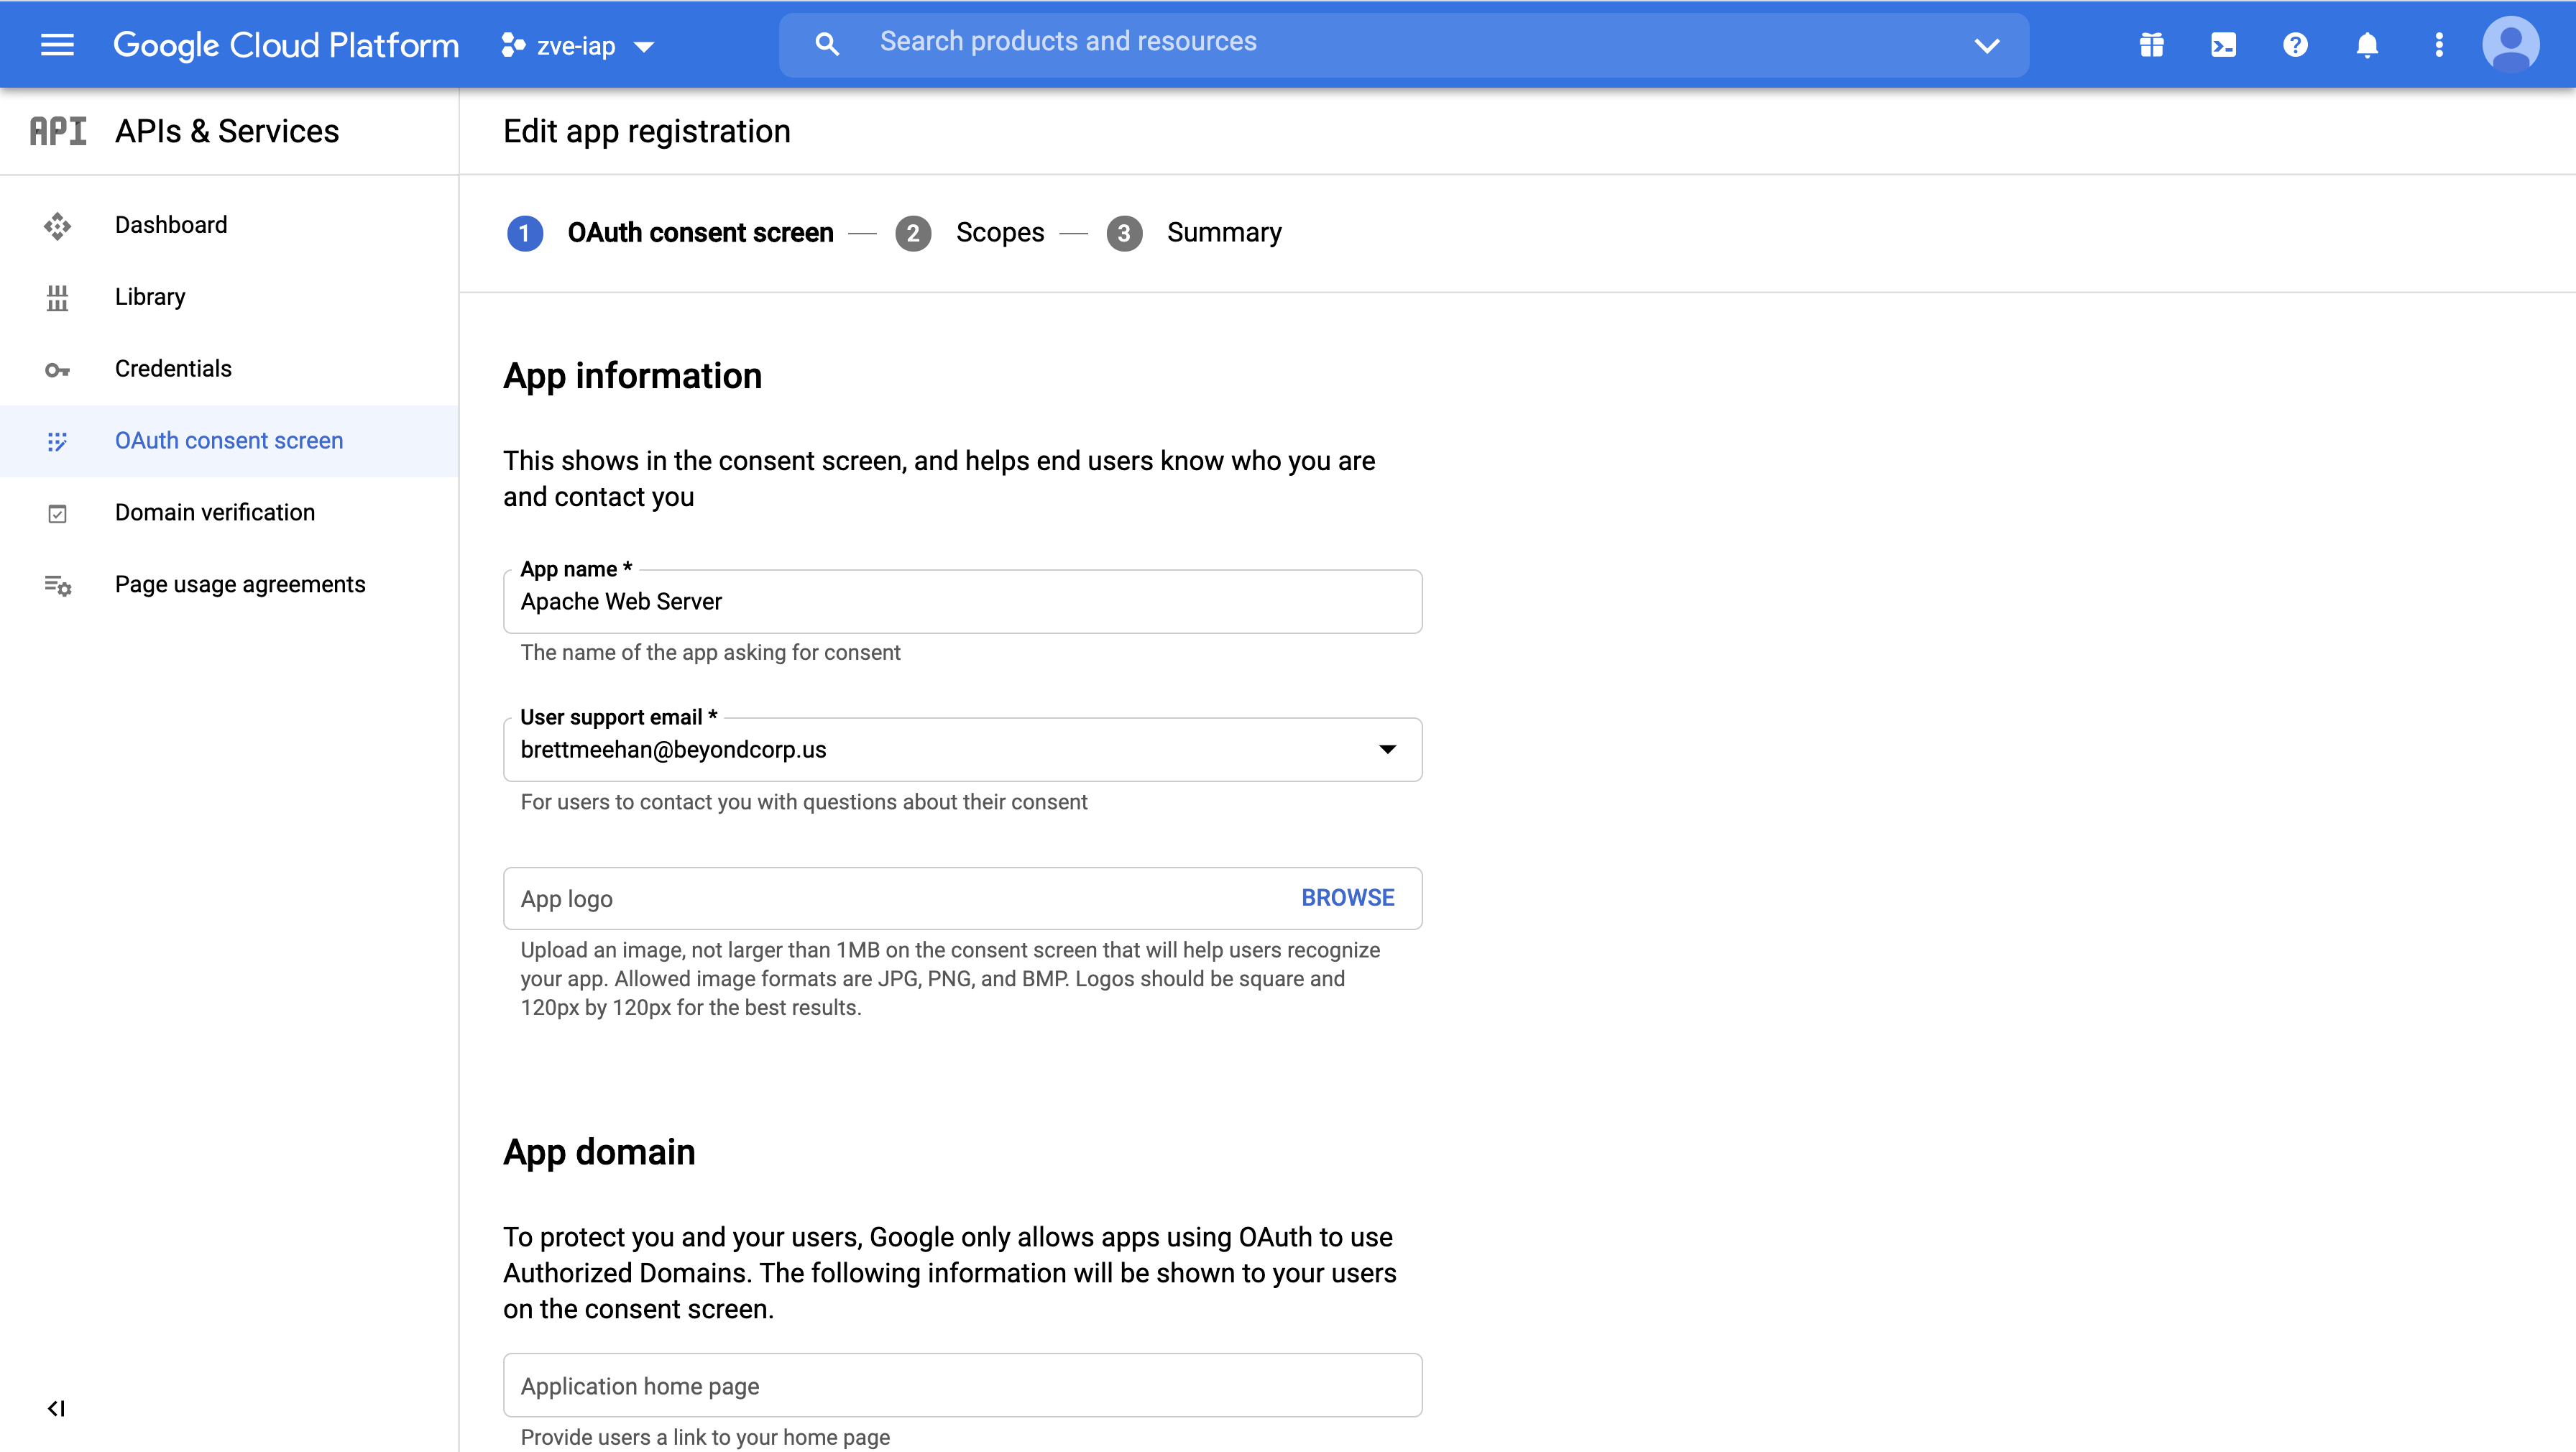 Google Cloud Platform
zve-iap
Search products and resources
API
APIs & Services
Edit app registration
Dashboard
Library
Credentials
OAuth consent screen
Domain verification
Page usage agreements
1 OAuth consent screen — 2 Scopes — 3 Summary
App information
This shows in the consent screen, and helps end users know who you are
and contact you
App name *
Apache Web Server
The name of the app asking for consent
User support email *
brettmeehan@beyondcorp.us
For users to contact you with questions about their consent
App logo
BROWSE
Upload an image, not larger than 1MB on the consent screen that will help users recognize
your app. Allowed image formats are JPG, PNG, and BMP. Logos should be square and
120px by 120px for the best results.
App domain
To protect you and your users, Google only allows apps using OAuth to use
Authorized Domains. The following information will be shown to your users
on the consent screen.
Application home page
Provide users a link to your home page